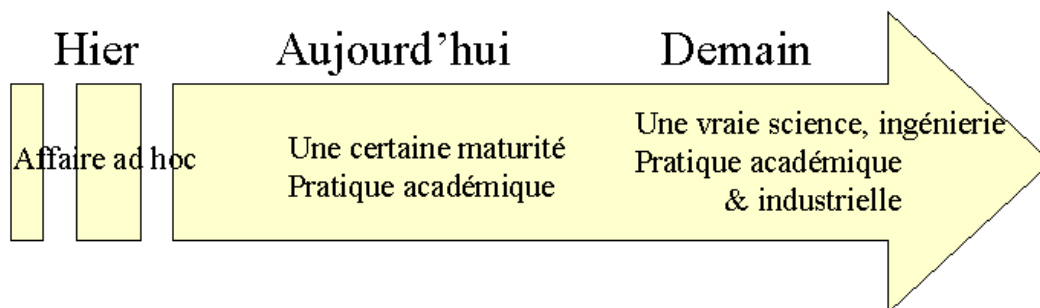 Hier
Aujourd’hui
Demain
Affaire ad hoc
Une certaine maturité
Pratique académique
Une vraie science, ingénierie
Pratique académique
& industrielle